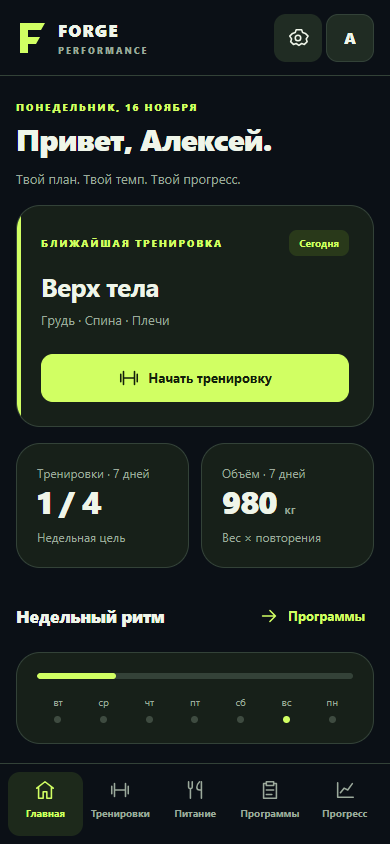 FORGE
PERFORMANCE
A
ПОНЕДЕЛЬНИК, 16 НОЯБРЯ
Привет, Алексей.
Твой план. Твой темп. Твой прогресс.
БЛИЖАЙШАЯ ТРЕНИРОВКА
Сегодня
Верх тела
Грудь · Спина · Плечи
Начать тренировку
Тренировки · 7 дней
1 / 4
Недельная цель
Объём · 7 дней
980 кг
Вес × повторения
Недельный ритм
Программы
вт ср чт пт сб вс пн
Главная Тренировки Питание Программы Прогресс